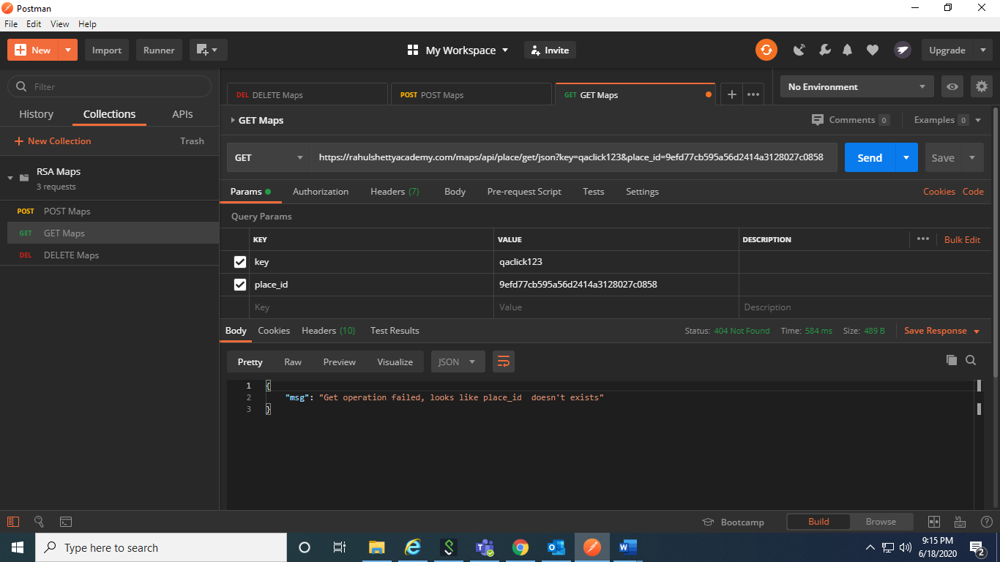 Postman
File Edit View Help
New Import Runner My Workspace Invite Upgrade
Filter
History Collections APIs
New Collection Trash
RSA Maps
3 requests
POST POST Maps
GET GET Maps
DEL DELETE Maps
DEL DELETE Maps POST POST Maps GET GET Maps No Environment
GET Maps Comments 0 Examples 0
GET https://rahulshettyacademy.com/maps/api/place/get/json?key=qaclick123&place_id=9efd77cb595a56d2414a3128027c0858 Send Save
Params Authorization Headers (7) Body Pre-request Script Tests Settings Cookies Code
Query Params
KEY VALUE DESCRIPTION Bulk Edit
key qaclick123
place_id 9efd77cb595a56d2414a3128027c0858
Key Value Description
Body Cookies Headers (10) Test Results Status: 404 Not Found Time: 584 ms Size: 489 B Save Response
Pretty Raw Preview Visualize JSON
1 {
2 "msg": "Get operation failed, looks like place_id  doesn't exists"
3 }
Bootcamp Build Browse
Type here to search
9:15 PM
6/18/2020
2